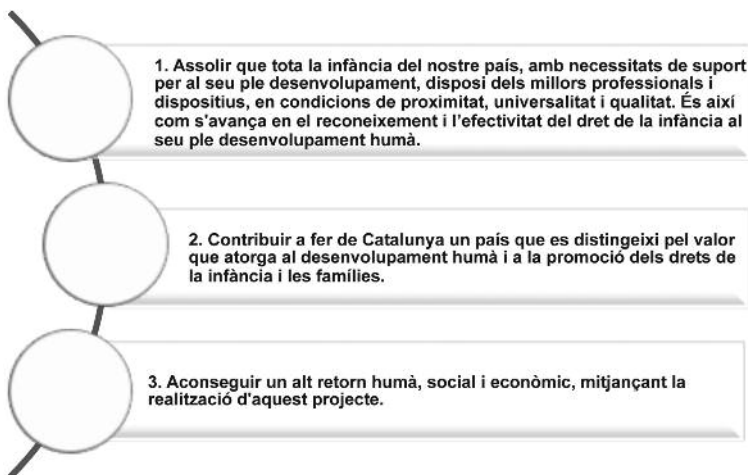 1. Assolir que tota la infància del nostre país, amb necessitats de suport
per al seu ple desenvolupament, disposi dels millors professionals i
dispositius, en condicions de proximitat, universalitat i qualitat. És així
com s'avança en el reconeixement i l'efectivitat del dret de la infància al
seu ple desenvolupament humà.
2. Contribuir a fer de Catalunya un país que es distingeixi pel valor
que atorga al desenvolupament humà i a la promoció dels drets de
la infància i les famílies.
3. Aconseguir un alt retorn humà, social i econòmic, mitjançant la
realització d'aquest projecte.